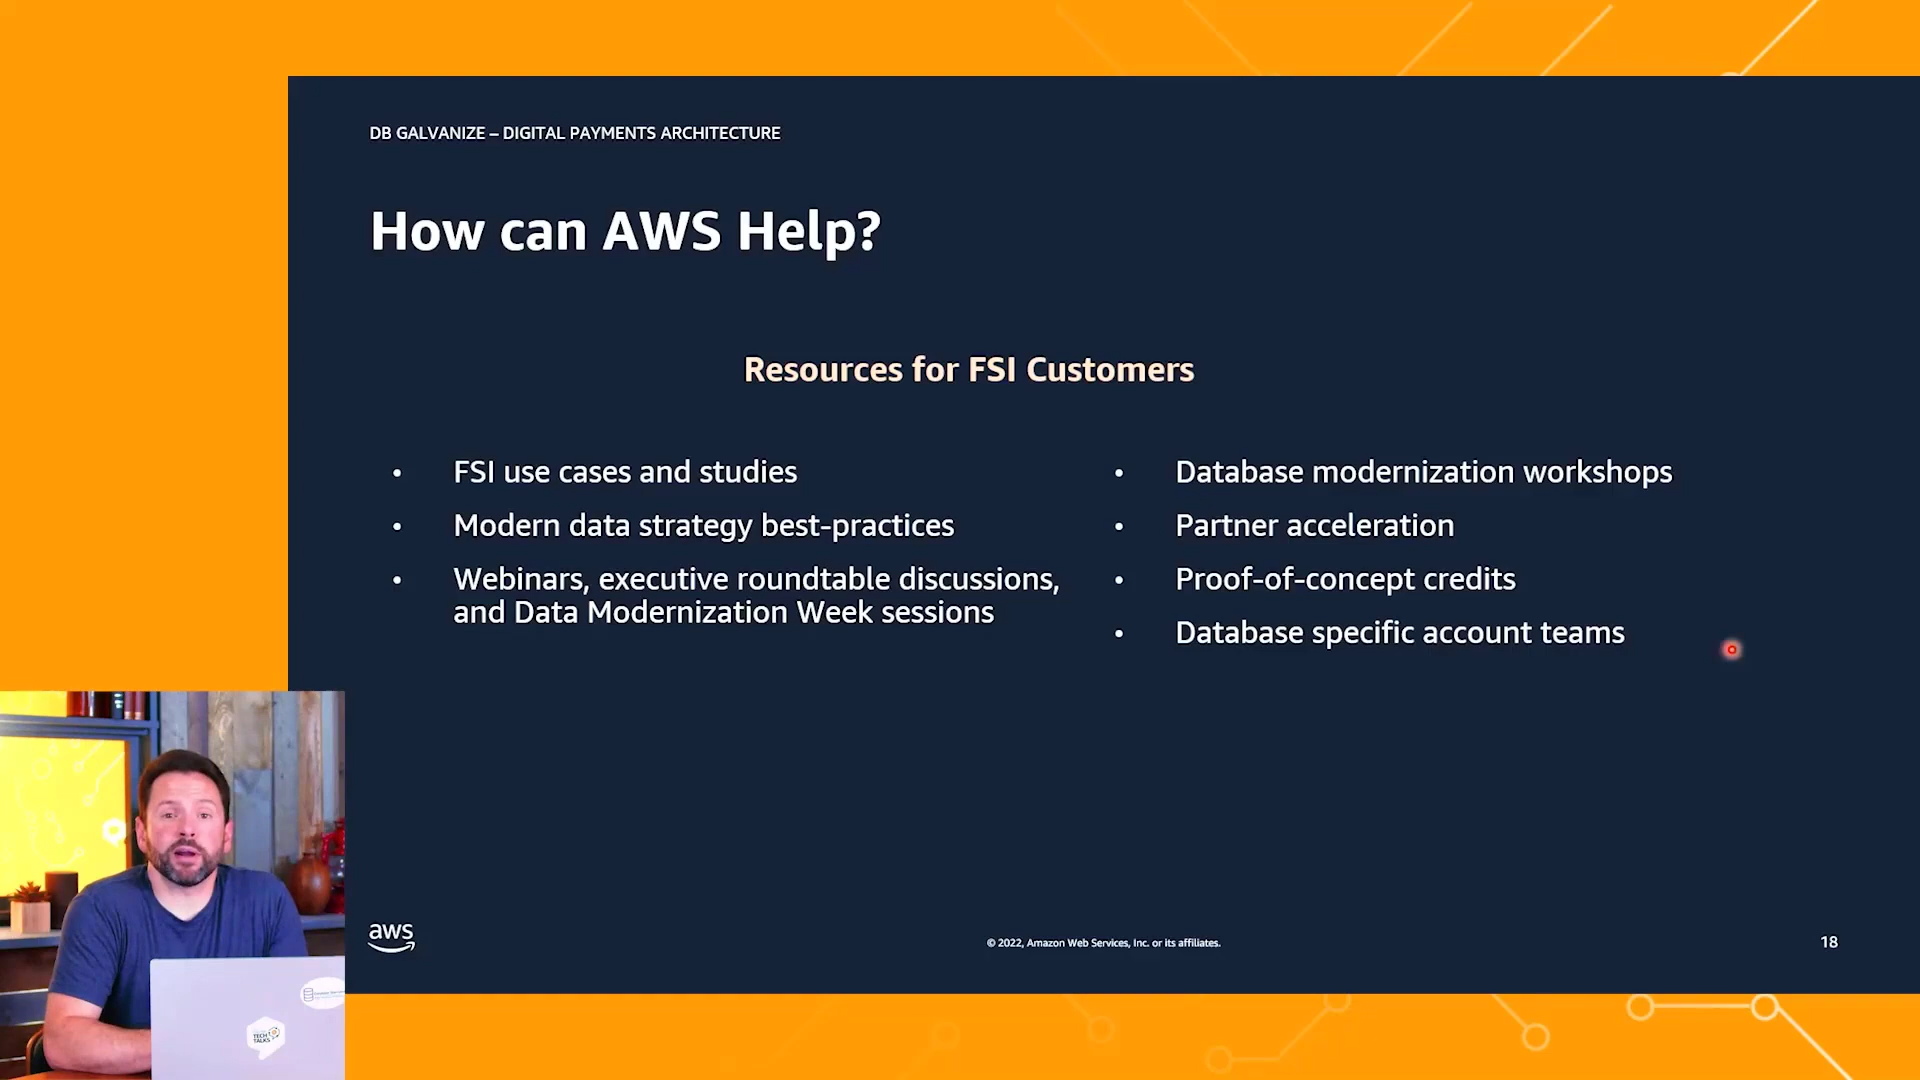 DB GALVANIZE – DIGITAL PAYMENTS ARCHITECTURE
How can AWS Help?
Resources for FSI Customers
• FSI use cases and studies
• Modern data strategy best-practices
• Webinars, executive roundtable discussions,
and Data Modernization Week sessions
• Database modernization workshops
• Partner acceleration
• Proof-of-concept credits
• Database specific account teams
aws
© 2022, Amazon Web Services, Inc. or its affiliates.
18
TECH
TALKS